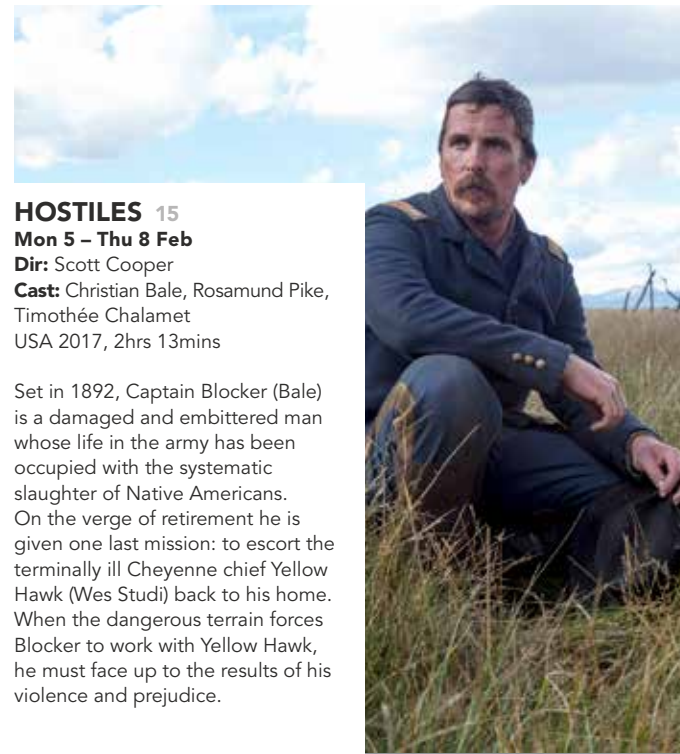 HOSTILES 15
Mon 5 – Thu 8 Feb
Dir: Scott Cooper
Cast: Christian Bale, Rosamund Pike,
Timothée Chalamet
USA 2017, 2hrs 13mins
Set in 1892, Captain Blocker (Bale)
is a damaged and embittered man
whose life in the army has been
occupied with the systematic
slaughter of Native Americans.
On the verge of retirement he is
given one last mission: to escort the
terminally ill Cheyenne chief Yellow
Hawk (Wes Studi) back to his home.
When the dangerous terrain forces
Blocker to work with Yellow Hawk,
he must face up to the results of his
violence and prejudice.